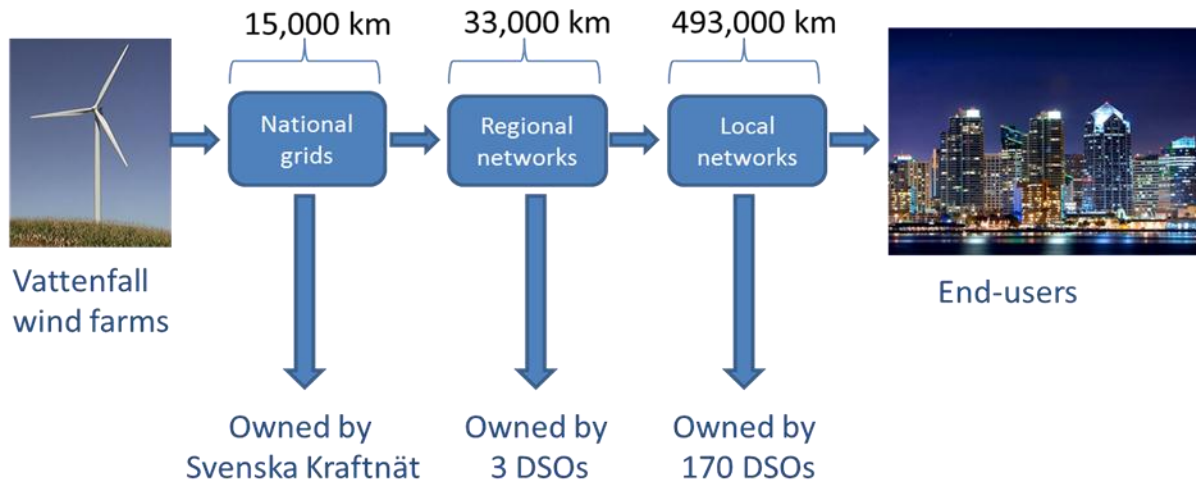 15,000 km
33,000 km
493,000 km
National
grids
Regional
networks
Local
networks
Vattenfall
wind farms
End-users
Owned by
Svenska Kraftnät
Owned by
3 DSOs
Owned by
170 DSOs